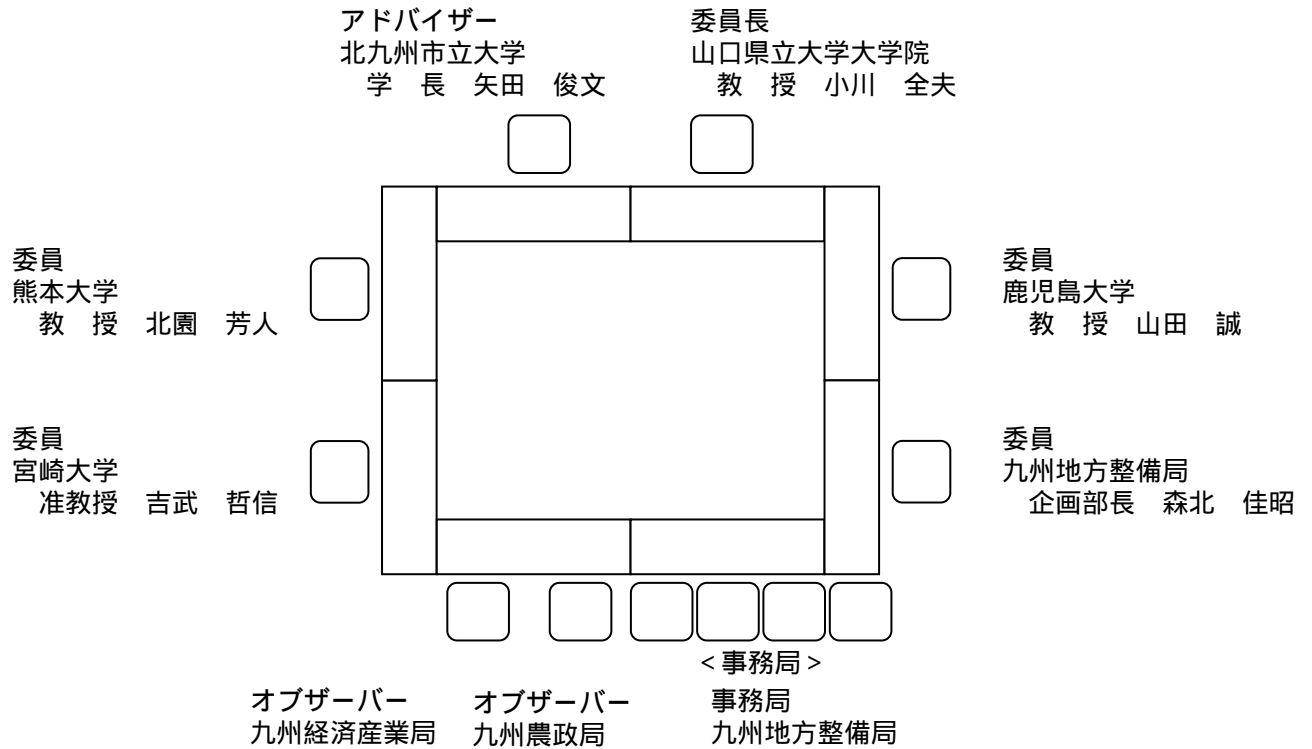 アドバイザー
北九州市立大学
学　長　矢田　俊文
委員長
山口県立大学大学院
教　授　小川　全夫
委員
熊本大学
教　授　北園　芳人
委員
鹿児島大学
教　授　山田　誠
委員
宮崎大学
准教授　吉武　哲信
委員
九州地方整備局
企画部長　森北　佳昭
<事務局>
オブザーバー
九州経済産業局
オブザーバー
九州農政局
事務局
九州地方整備局